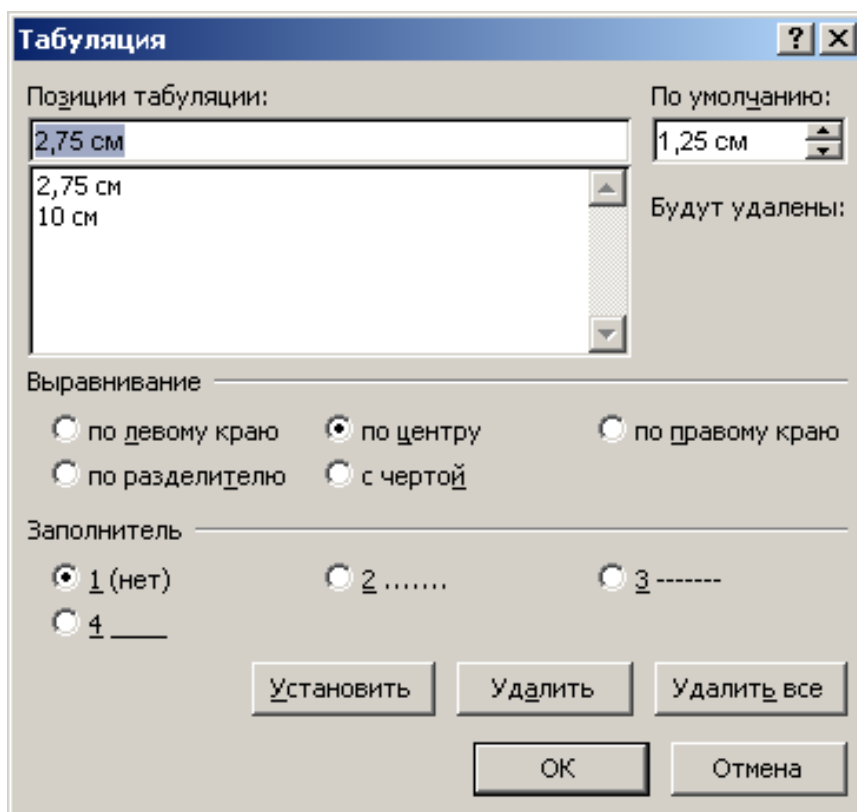 Табуляция
Позиции табуляции: По умолчанию:
2,75 см 1,25 см
2,75 см
10 см
Будут удалены:
Выравнивание
по левому краю по центру по правому краю
по разделителю с чертой
Заполнитель
1 (нет) 2 ....... 3 -------
4 ____
Установить Удалить Удалить все
ОК Отмена